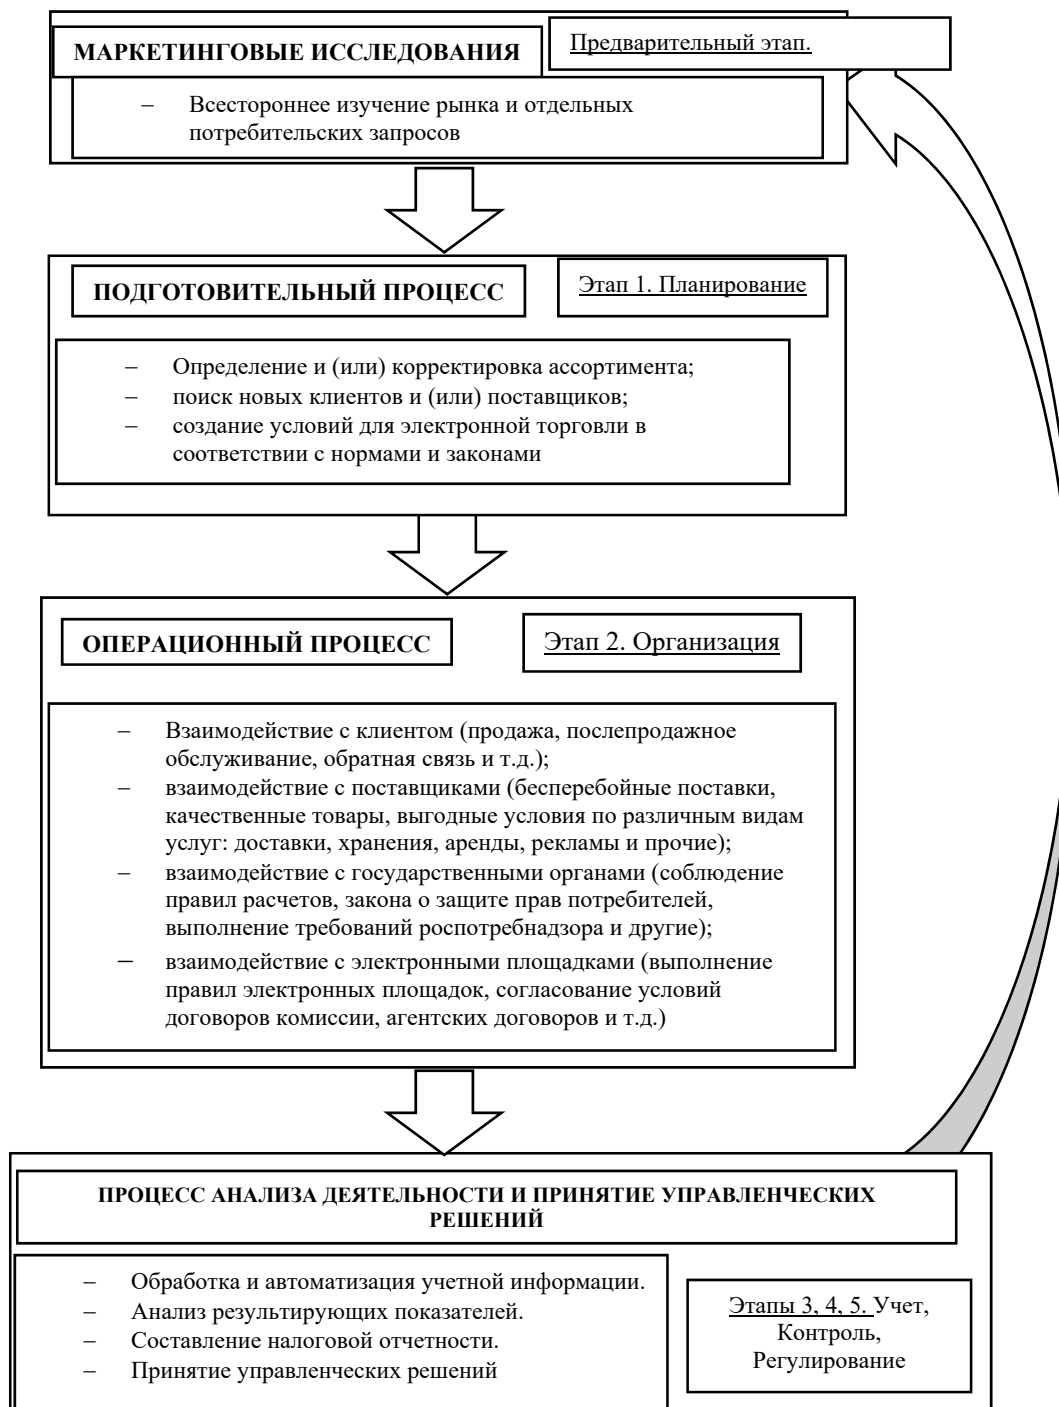 МАРКЕТИНГОВЫЕ ИССЛЕДОВАНИЯ
Предварительный этап.
– Всестороннее изучение рынка и отдельных
потребительских запросов
ПОДГОТОВИТЕЛЬНЫЙ ПРОЦЕСС
Этап 1. Планирование
– Определение и (или) корректировка ассортимента;
– поиск новых клиентов и (или) поставщиков;
– создание условий для электронной торговли в
соответствии с нормами и законами
ОПЕРАЦИОННЫЙ ПРОЦЕСС
Этап 2. Организация
– Взаимодействие с клиентом (продажа, послепродажное
обслуживание, обратная связь и т.д.);
– взаимодействие с поставщиками (бесперебойные поставки,
качественные товары, выгодные условия по различным видам
услуг: доставки, хранения, аренды, рекламы и прочие);
– взаимодействие с государственными органами (соблюдение
правил расчетов, закона о защите прав потребителей,
выполнение требований роспотребнадзора и другие);
– взаимодействие с электронными площадками (выполнение
правил электронных площадок, согласование условий
договоров комиссии, агентских договоров и т.д.)
ПРОЦЕСС АНАЛИЗА ДЕЯТЕЛЬНОСТИ И ПРИНЯТИЕ УПРАВЛЕНЧЕСКИХ
РЕШЕНИЙ
– Обработка и автоматизация учетной информации.
– Анализ результирующих показателей.
– Составление налоговой отчетности.
– Принятие управленческих решений
Этапы 3, 4, 5. Учет,
Контроль,
Регулирование